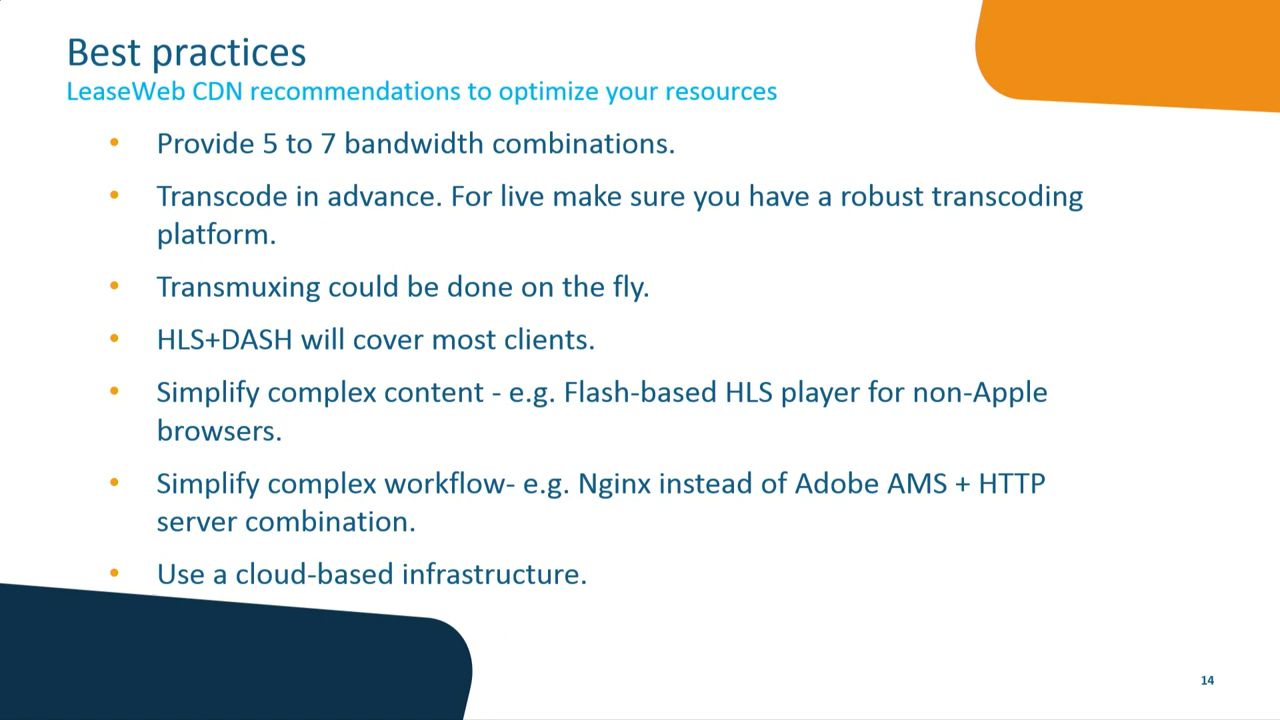 Best practices
LeaseWeb CDN recommendations to optimize your resources
• Provide 5 to 7 bandwidth combinations.
• Transcode in advance. For live make sure you have a robust transcoding
platform.
• Transmuxing could be done on the fly.
• HLS+DASH will cover most clients.
• Simplify complex content - e.g. Flash-based HLS player for non-Apple
browsers.
• Simplify complex workflow- e.g. Nginx instead of Adobe AMS + HTTP
server combination.
• Use a cloud-based infrastructure.
14